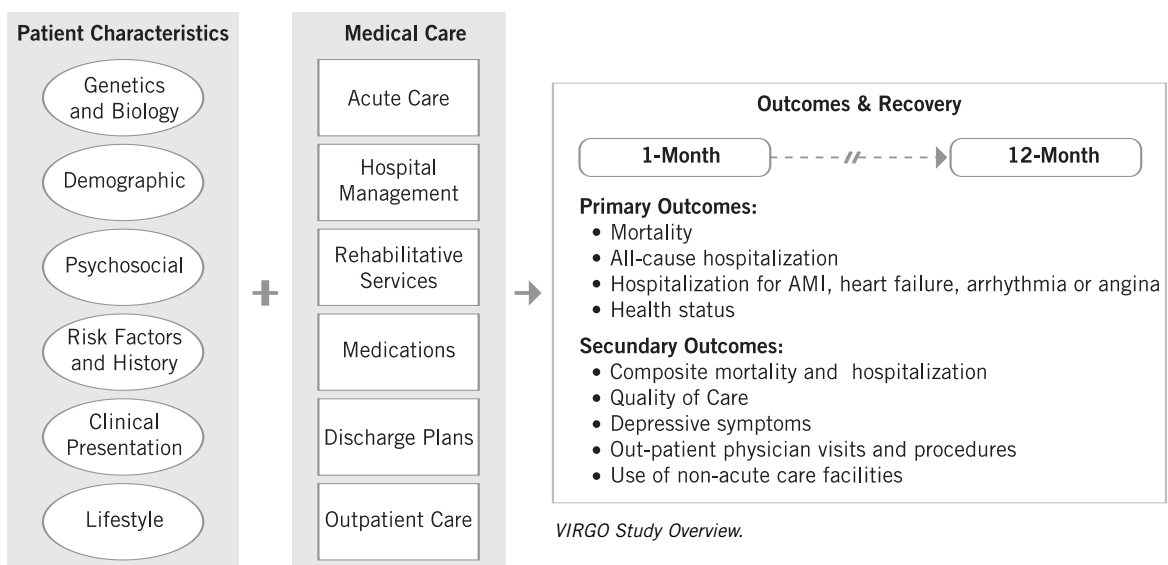 Patient Characteristics
Genetics
and Biology
Demographic
Psychosocial
Risk Factors
and History
Clinical
Presentation
Lifestyle
+
Medical Care
Acute Care
Hospital
Management
Rehabilitative
Services
Medications
Discharge Plans
Outpatient Care
Outcomes & Recovery
1-Month
12-Month
Primary Outcomes:
• Mortality
• All-cause hospitalization
• Hospitalization for AMI, heart failure, arrhythmia or angina
• Health status
Secundary Outcomes:
• Composite mortality and hospitalization
• Quality of Care
• Depressive symptoms
• Out-patient physician visits and procedures
• Use of non-acute care facilities
VIRGO Study Overview.